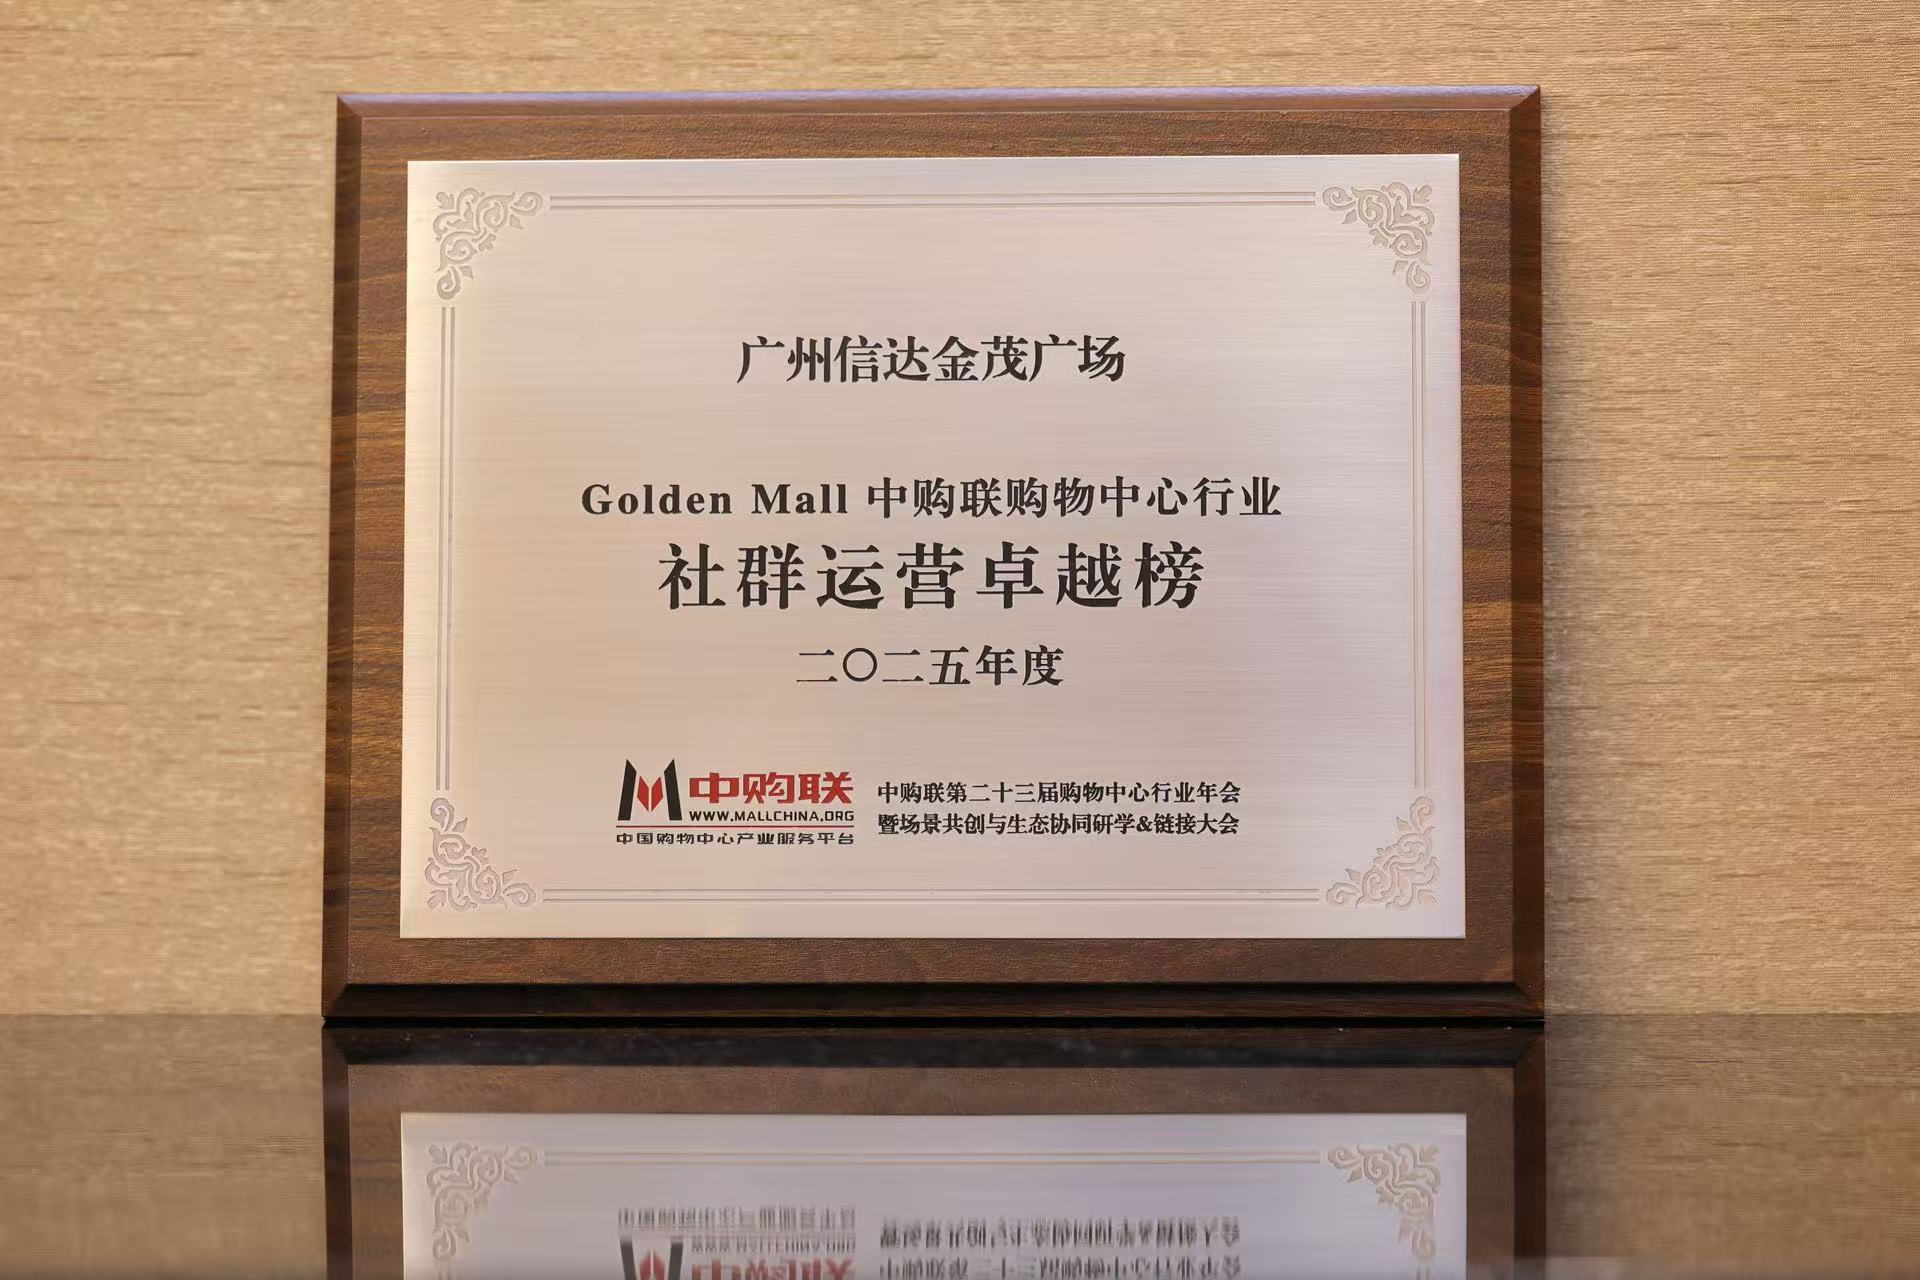 广州信达金茂广场
Golden Mall 中购联购物中心行业
社群运营卓越榜
二〇二五年度
中购联
WWW.MALLCHINA.ORG
中国购物中心产业服务平台
中购联第二十三届购物中心行业年会
暨场景共创与生态协同研学&链接大会